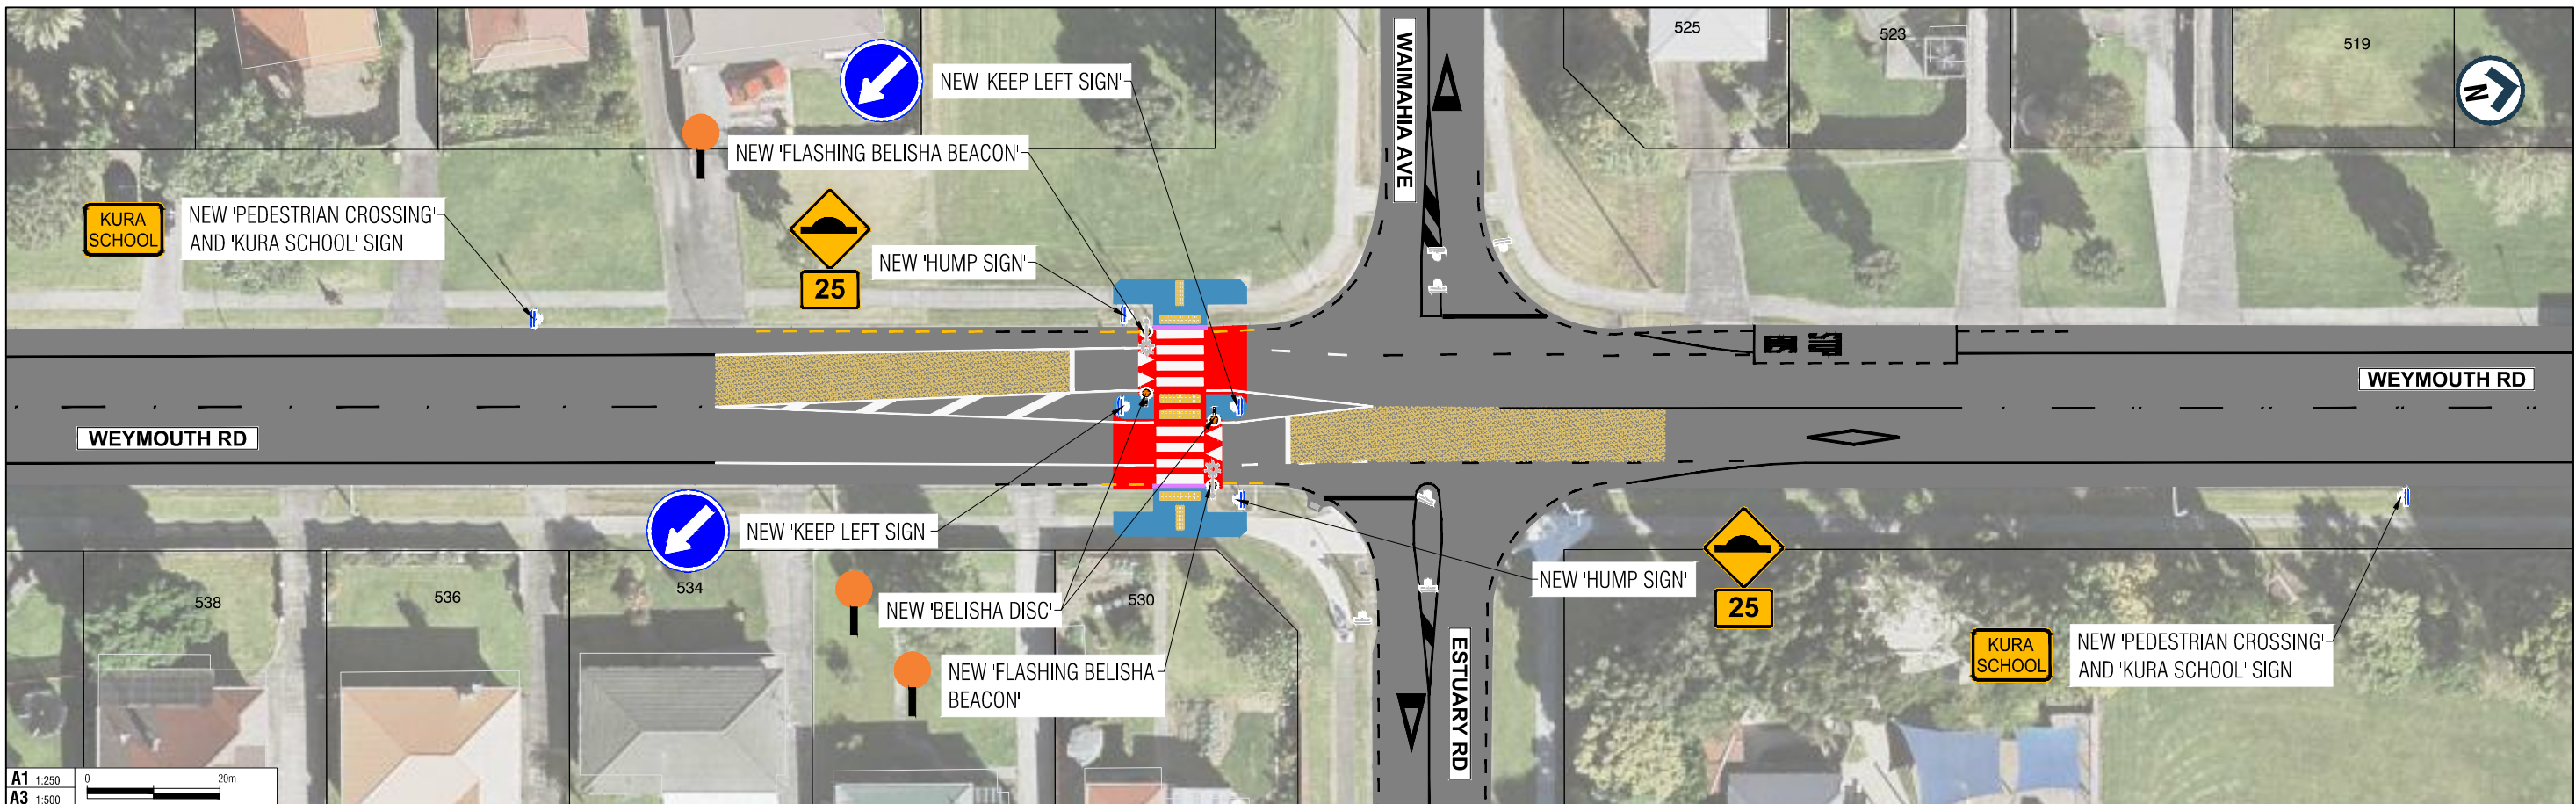 525
523
519
WAIMAHIA AVE
N
NEW 'KEEP LEFT SIGN'
NEW 'FLASHING BELISHA BEACON'
KURA
SCHOOL
NEW 'PEDESTRIAN CROSSING'
AND 'KURA SCHOOL' SIGN
NEW 'HUMP SIGN'
25
WEYMOUTH RD
WEYMOUTH RD
NEW 'KEEP LEFT SIGN'
538
536
534
530
NEW 'BELISHA DISC'
NEW 'FLASHING BELISHA
BEACON'
NEW 'HUMP SIGN'
25
ESTUARY RD
KURA
SCHOOL
NEW 'PEDESTRIAN CROSSING'
AND 'KURA SCHOOL' SIGN
A1 1:250
A3 1:500
0 20m